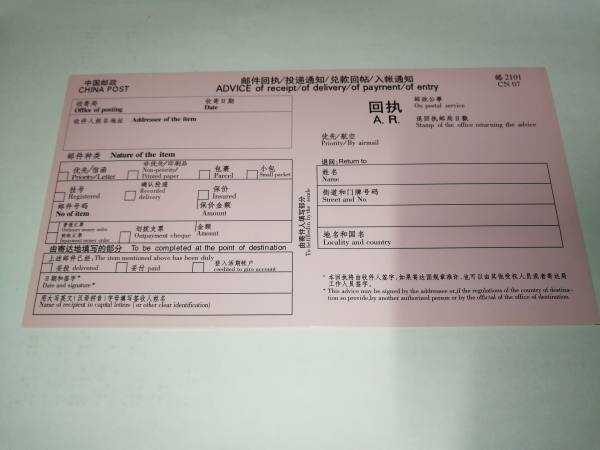 中国邮政
CHINA POST
邮件回执/投递通知/兑款回帖/入帐通知
ADVICE of receipt/of delivery/of payment/of entry
邮 2101
CN 07
收寄局
Office of posting
收寄日期
Date
收件人姓名地址 Addressee of the item
回执
A. R.
邮政公事
On postal service
退回执邮局日戳
Stamp of the office returning the advice
优先/航空
Priority/By airmail
邮件种类 Nature of the item
优先/信函
Priority/Letter
非优先/印刷品
Non-priority/
Printed paper
包裹
Parcel
小包
Small packet
挂号
Registered
确认投递
Recorded
delivery
保价
Insured
邮件号码
No of item
保价金额
Amount
普通汇票
Ordinary money order
Repayment money order
划拨支票
Outpayment cheque
金额
Amount
由寄达地填写的部分 To be completed at the point of destination
上述邮件已经,The item mentioned above has been duly
妥投 delivered
妥付 paid
登入活期帐户
credited to giro account
日期和签字*
Date and signature*
用大写英文(汉语拼音)字母填写签收人姓名
Name of recipient in capital letters (or other clear identification)
由寄件人填写部分
To be filled in by the sender
退回:Return to
姓名
Name
街道和门牌号码
Street and No
地名和国名
Locality and country
* 本回执由收件人签字,如果寄达国规章准许,也可以由其他受权人员或者寄达局
工作人员签字。
* This advice may be signed by the addressee or,if the regulations of the country of destina-
tion so provide,by another authorized person or by the official of the office of destination.